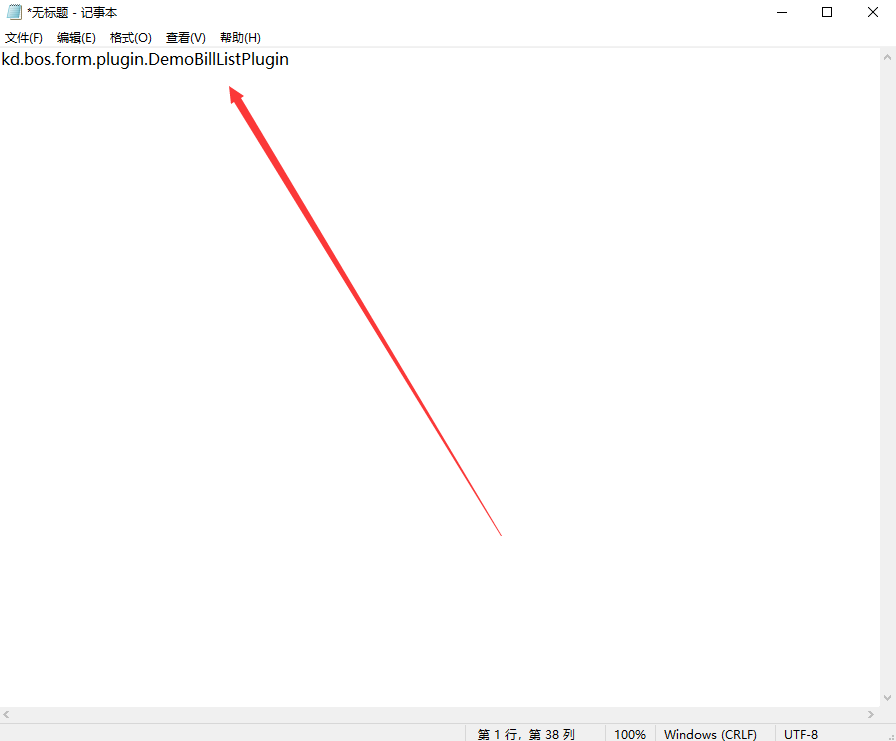 *无标题 - 记事本
文件(F) 编辑(E) 格式(O) 查看(V) 帮助(H)
kd.bos.form.plugin.DemoBillListPlugin
第 1 行，第 38 列 100% Windows (CRLF) UTF-8